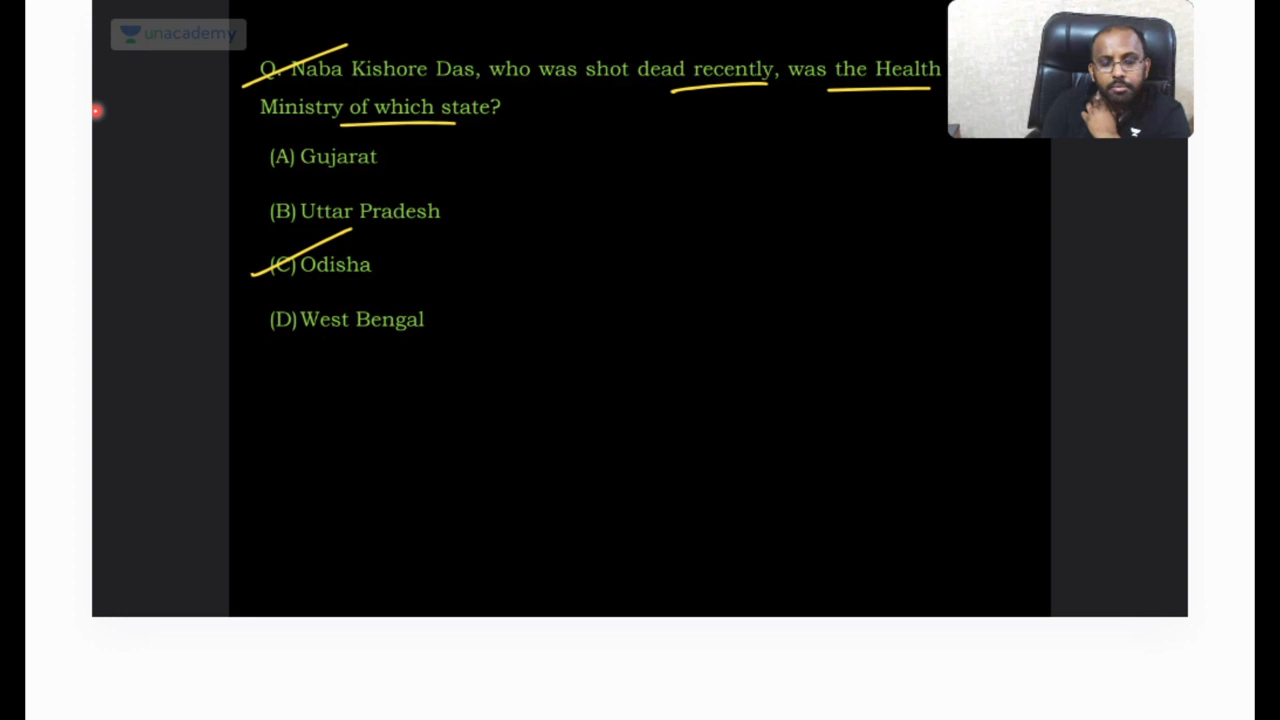 unacademy
Q. Naba Kishore Das, who was shot dead recently, was the Health
Ministry of which state?
(A) Gujarat
(B) Uttar Pradesh
(C) Odisha
(D) West Bengal